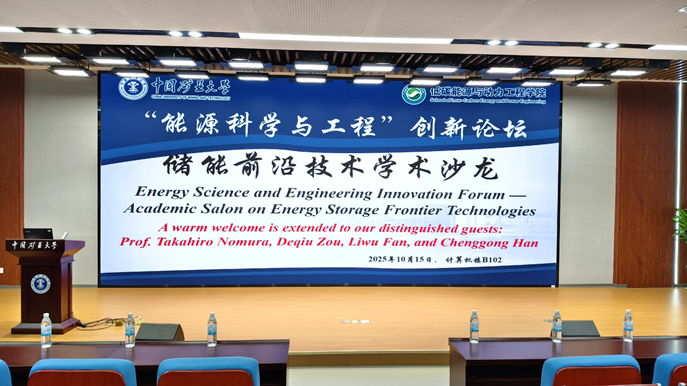 中国矿业大学
CHINA UNIVERSITY OF MINING AND TECHNOLOGY
低碳能源与动力工程学院
School of Low-Carbon Energy and Power Engineering
“能源科学与工程”创新论坛
储能前沿技术学术沙龙
Energy Science and Engineering Innovation Forum —
Academic Salon on Energy Storage Frontier Technologies
A warm welcome is extended to our distinguished guests:
Prof. Takahiro Nomura, Deqiu Zou, Liwu Fan, and Chenggong Han
2025年10月15日， 计算机楼B102
中国矿业大学